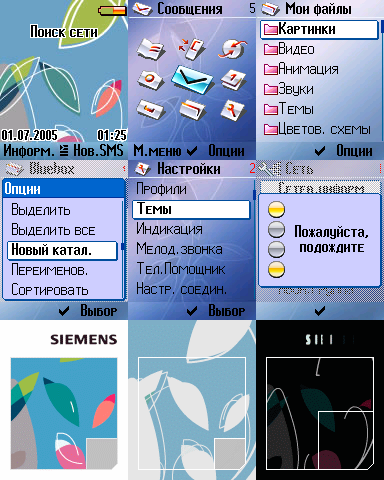 Поиск сети
01.07.2005 01:25
Информ. Нов.SMS
Сообщения 5
М.меню Опции
Мои файлы
Картинки
Видео
Анимация
Звуки
Темы
Цветов. схемы
Опции
Bluebox
Опции
Выделить
Выделить все
Новый катал.
Переименов.
Сортировать
Выбор
Настройки 2
Профили
Темы
Индикация
Мелод.звонка
Тел.Помощник
Настр. соедин.
Выбор
Сеть
Сетев.информ
Пожалуйста,
подождите
SIEMENS